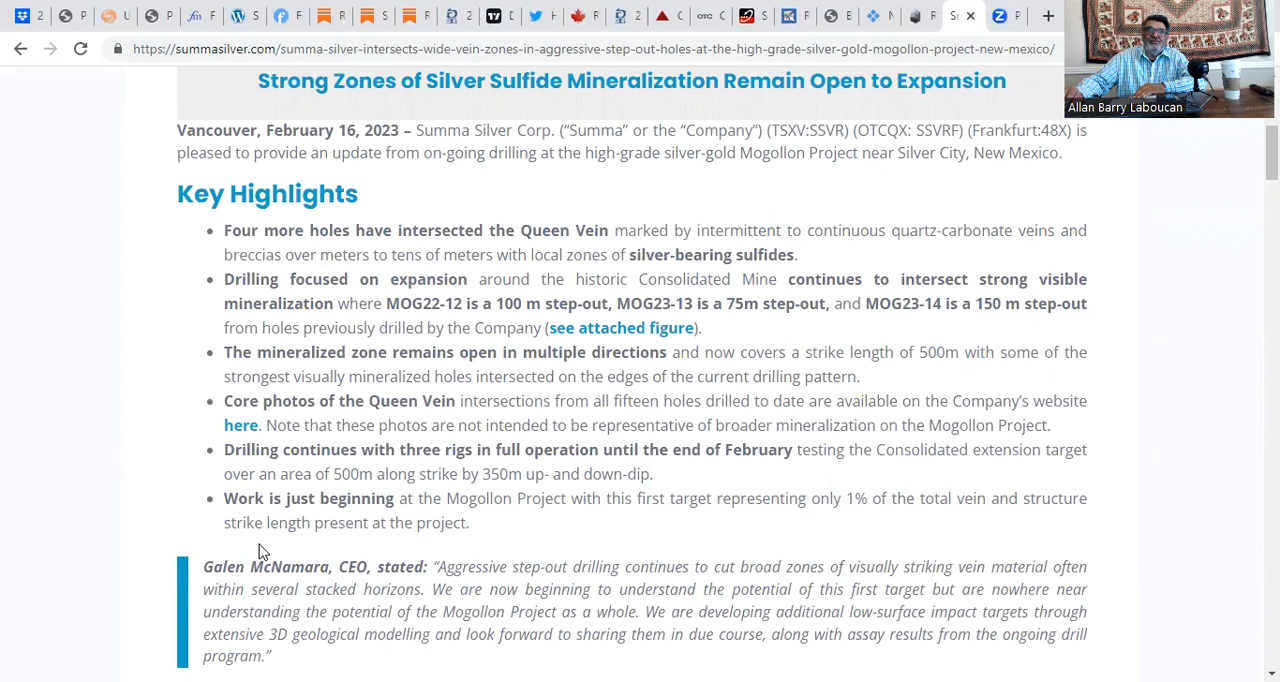 2
P
U
P
F
S
F
R
S
R
2
D
H
R
2
C
OTC C
S
R
B
N
R
Su
P
https://summasilver.com/summa-silver-intersects-wide-vein-zones-in-aggressive-step-out-holes-at-the-high-grade-silver-gold-mogollon-project-new-mexico/
Allan Barry Laboucan
Strong Zones of Silver Sulfide Mineralization Remain Open to Expansion
Vancouver, February 16, 2023 – Summa Silver Corp. (“Summa” or the “Company”) (TSXV:SSVR) (OTCQX: SSVRF) (Frankfurt:48X) is
pleased to provide an update from on-going drilling at the high-grade silver-gold Mogollon Project near Silver City, New Mexico.
Key Highlights
• Four more holes have intersected the Queen Vein marked by intermittent to continuous quartz-carbonate veins and
breccias over meters to tens of meters with local zones of silver-bearing sulfides.
• Drilling focused on expansion around the historic Consolidated Mine continues to intersect strong visible
mineralization where MOG22-12 is a 100 m step-out, MOG23-13 is a 75m step-out, and MOG23-14 is a 150 m step-out
from holes previously drilled by the Company (see attached figure).
• The mineralized zone remains open in multiple directions and now covers a strike length of 500m with some of the
strongest visually mineralized holes intersected on the edges of the current drilling pattern.
• Core photos of the Queen Vein intersections from all fifteen holes drilled to date are available on the Company’s website
here. Note that these photos are not intended to be representative of broader mineralization on the Mogollon Project.
• Drilling continues with three rigs in full operation until the end of February testing the Consolidated extension target
over an area of 500m along strike by 350m up- and down-dip.
• Work is just beginning at the Mogollon Project with this first target representing only 1% of the total vein and structure
strike length present at the project.
Galen McNamara, CEO, stated: “Aggressive step-out drilling continues to cut broad zones of visually striking vein material often
within several stacked horizons. We are now beginning to understand the potential of this first target but are nowhere near
understanding the potential of the Mogollon Project as a whole. We are developing additional low-surface impact targets through
extensive 3D geological modelling and look forward to sharing them in due course, along with assay results from the ongoing drill
program.”